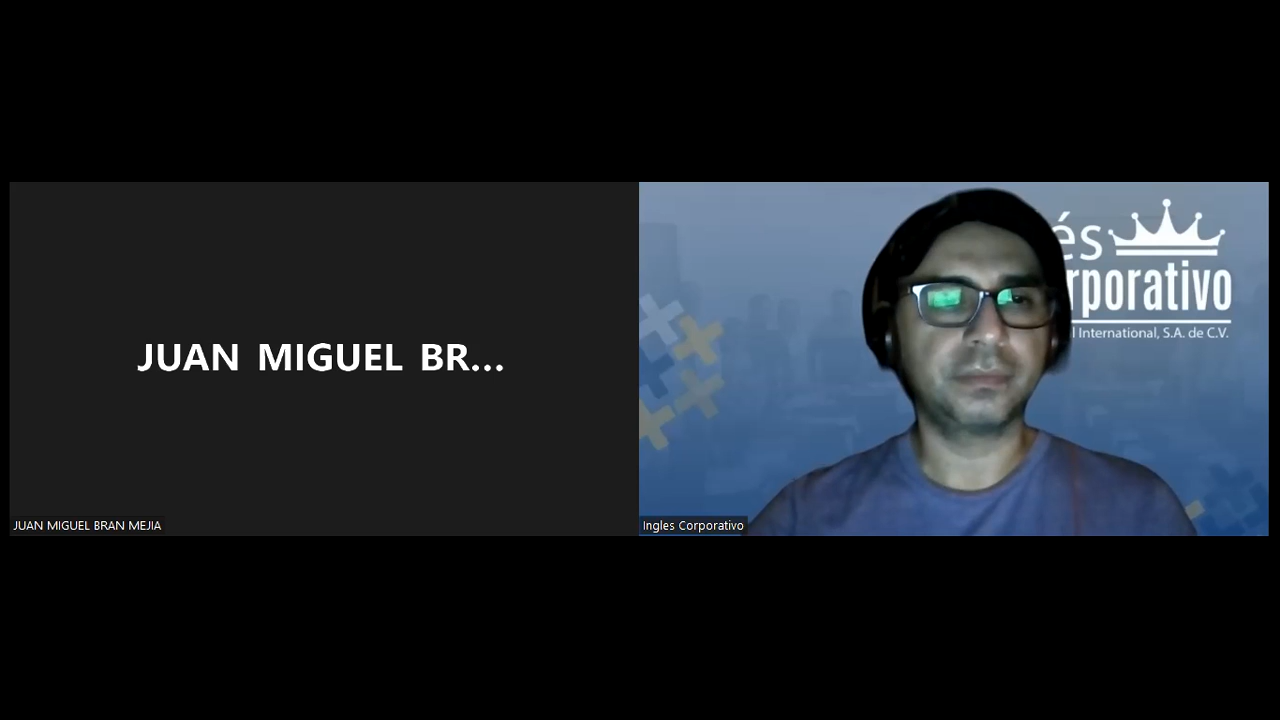 JUAN MIGUEL BR...
JUAN MIGUEL BRAN MEJIA
és
rporativo
l International, S.A. de C.V.
Ingles Corporativo